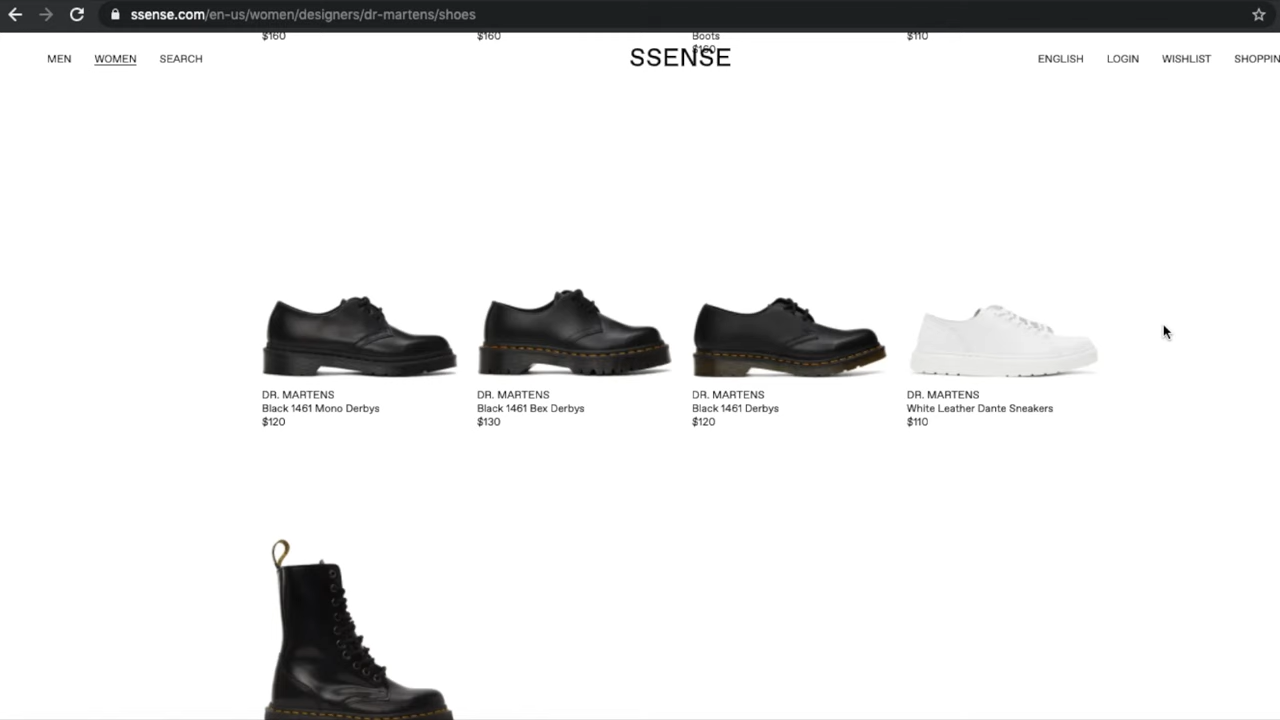 ssense.com/en-us/women/designers/dr-martens/shoes
$160
$160
Boots
$160
$110
MEN
WOMEN
SEARCH
SSENSE
ENGLISH
LOGIN
WISHLIST
SHOPPIN
DR. MARTENS
Black 1461 Mono Derbys
$120
DR. MARTENS
Black 1461 Bex Derbys
$130
DR. MARTENS
Black 1461 Derbys
$120
DR. MARTENS
White Leather Dante Sneakers
$110